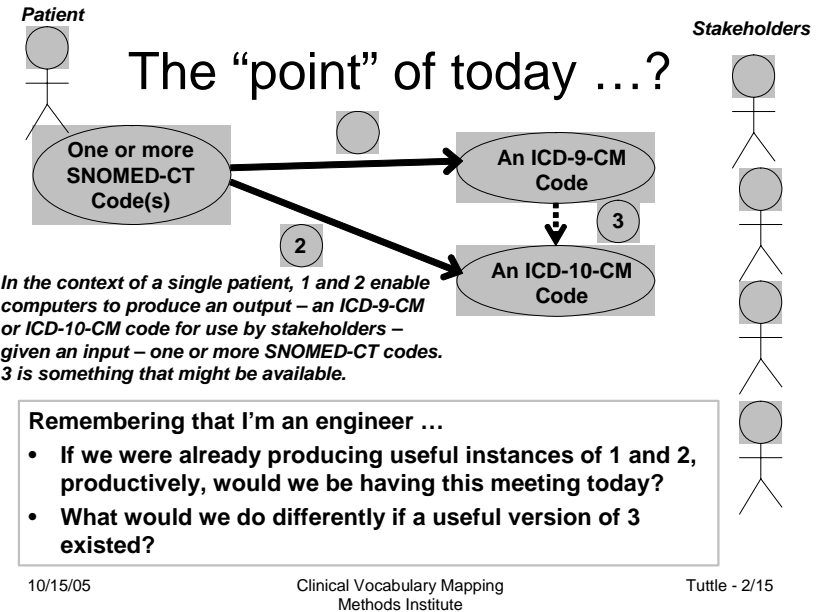 Patient
Stakeholders
The “point” of today …?
One or more
SNOMED-CT
Code(s)
An ICD-9-CM
Code
3
2
An ICD-10-CM
Code
In the context of a single patient, 1 and 2 enable
computers to produce an output – an ICD-9-CM
or ICD-10-CM code for use by stakeholders –
given an input – one or more SNOMED-CT codes.
3 is something that might be available.
Remembering that I’m an engineer …
• If we were already producing useful instances of 1 and 2,
productively, would we be having this meeting today?
• What would we do differently if a useful version of 3
existed?
10/15/05
Clinical Vocabulary Mapping
Methods Institute
Tuttle - 2/15